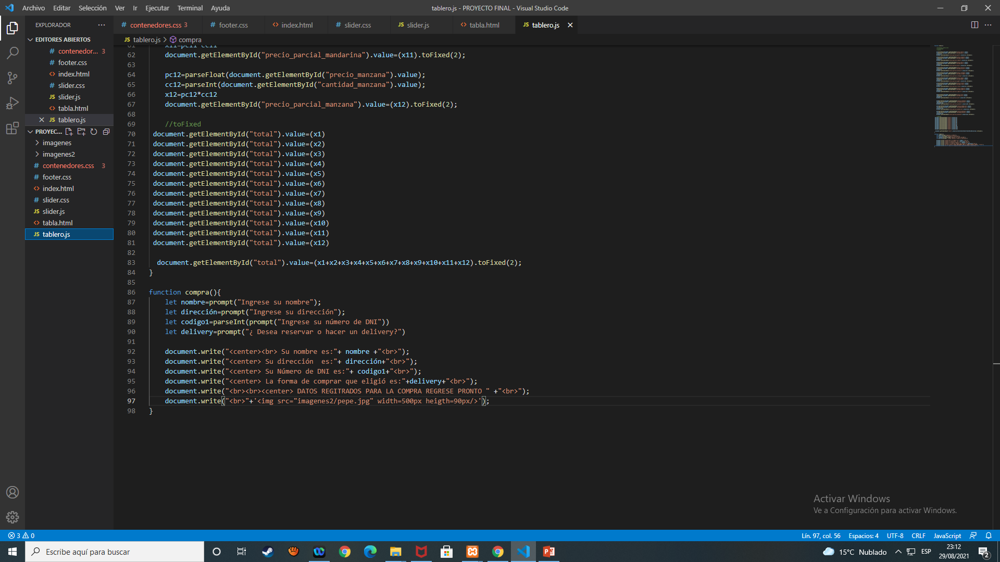 Archivo Editar Selección Ver Ir Ejecutar Terminal Ayuda
tablero.js - PROYECTO FINAL - Visual Studio Code
EXPLORADOR
contenedores.css 3 footer.css index.html slider.css slider.js tabla.html tablero.js
EDITORES ABIERTOS
contenedor... 3
footer.css
index.html
slider.css
slider.js
tabla.html
tablero.js
PROYEC...
imagenes
imagenes2
contenedores.css 3
footer.css
index.html
slider.css
slider.js
tabla.html
tablero.js
tablero.js > compra
61 x11=pc11*cc11
62 document.getElementById("precio_parcial_mandarina").value=(x11).toFixed(2);
63
64 pc12=parseFloat(document.getElementById("precio_manzana").value);
65 cc12=parseInt(document.getElementById("cantidad_manzana").value);
66 x12=pc12*cc12
67 document.getElementById("precio_parcial_manzana").value=(x12).toFixed(2);
68
69 //toFixed
70 document.getElementById("total").value=(x1)
71 document.getElementById("total").value=(x2)
72 document.getElementById("total").value=(x3)
73 document.getElementById("total").value=(x4)
74 document.getElementById("total").value=(x5)
75 document.getElementById("total").value=(x6)
76 document.getElementById("total").value=(x7)
77 document.getElementById("total").value=(x8)
78 document.getElementById("total").value=(x9)
79 document.getElementById("total").value=(x10)
80 document.getElementById("total").value=(x11)
81 document.getElementById("total").value=(x12)
82
83 document.getElementById("total").value=(x1+x2+x3+x4+x5+x6+x7+x8+x9+x10+x11+x12).toFixed(2);
84 }
85
86 function compra(){
87 let nombre=prompt("Ingrese su nombre");
88 let dirección=prompt("Ingrese su dirección");
89 let codigo1=parseInt(prompt("Ingrese su número de DNI"))
90 let delivery=prompt("¿ Desea reservar o hacer un delivery?")
91
92 document.write("<center><br> Su nombre es:"+ nombre +"<br>");
93 document.write("<center> Su dirección  es:"+ dirección+"<br>");
94 document.write("<center> Su Número de DNI es:"+ codigo1+"<br>");
95 document.write("<center> La forma de comprar que eligió es:"+delivery+"<br>");
96 document.write("<br><br><center> DATOS REGITRADOS PARA LA COMPRA REGRESE PRONTO " +"<br>");
97 document.write("<br>"+'<img src="imagenes2/pepe.jpg" width=500px heigth=90px/>');
98 }
Activar Windows
Ve a Configuración para activar Windows.
3 0
Lín. 97, col. 56 Espacios: 4 UTF-8 CRLF JavaScript
Escribe aquí para buscar
15°C Nublado ESP 23:12
29/08/2021
2